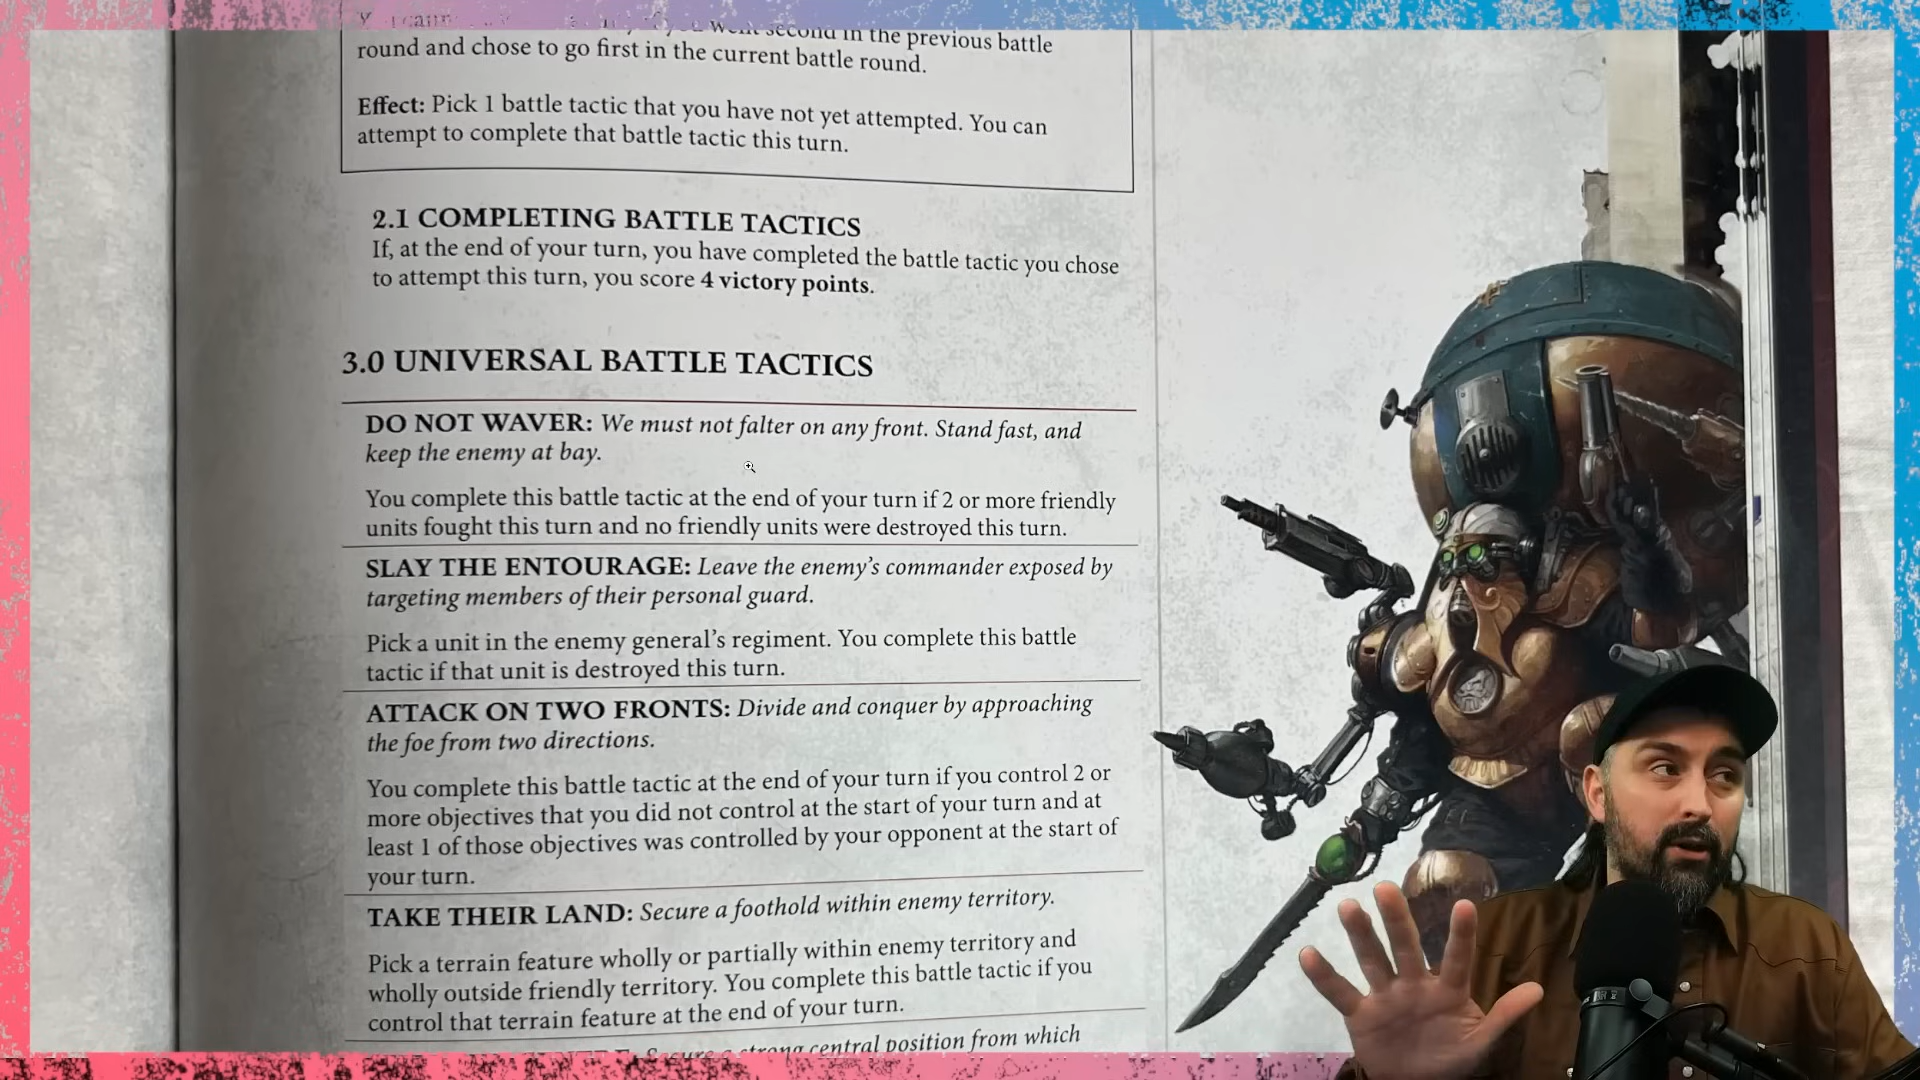 second in the previous battle
round and chose to go first in the current battle round.
Effect: Pick 1 battle tactic that you have not yet attempted. You can
attempt to complete that battle tactic this turn.
2.1 COMPLETING BATTLE TACTICS
If, at the end of your turn, you have completed the battle tactic you chose
to attempt this turn, you score 4 victory points.
3.0 UNIVERSAL BATTLE TACTICS
DO NOT WAVER: We must not falter on any front. Stand fast, and
keep the enemy at bay.
You complete this battle tactic at the end of your turn if 2 or more friendly
units fought this turn and no friendly units were destroyed this turn.
SLAY THE ENTOURAGE: Leave the enemy's commander exposed by
targeting members of their personal guard.
Pick a unit in the enemy general's regiment. You complete this battle
tactic if that unit is destroyed this turn.
ATTACK ON TWO FRONTS: Divide and conquer by approaching
the foe from two directions.
You complete this battle tactic at the end of your turn if you control 2 or
more objectives that you did not control at the start of your turn and at
least 1 of those objectives was controlled by your opponent at the start of
your turn.
TAKE THEIR LAND: Secure a foothold within enemy territory.
Pick a terrain feature wholly or partially within enemy territory and
wholly outside friendly territory. You complete this battle tactic if you
control that terrain feature at the end of your turn.
strong central position from which